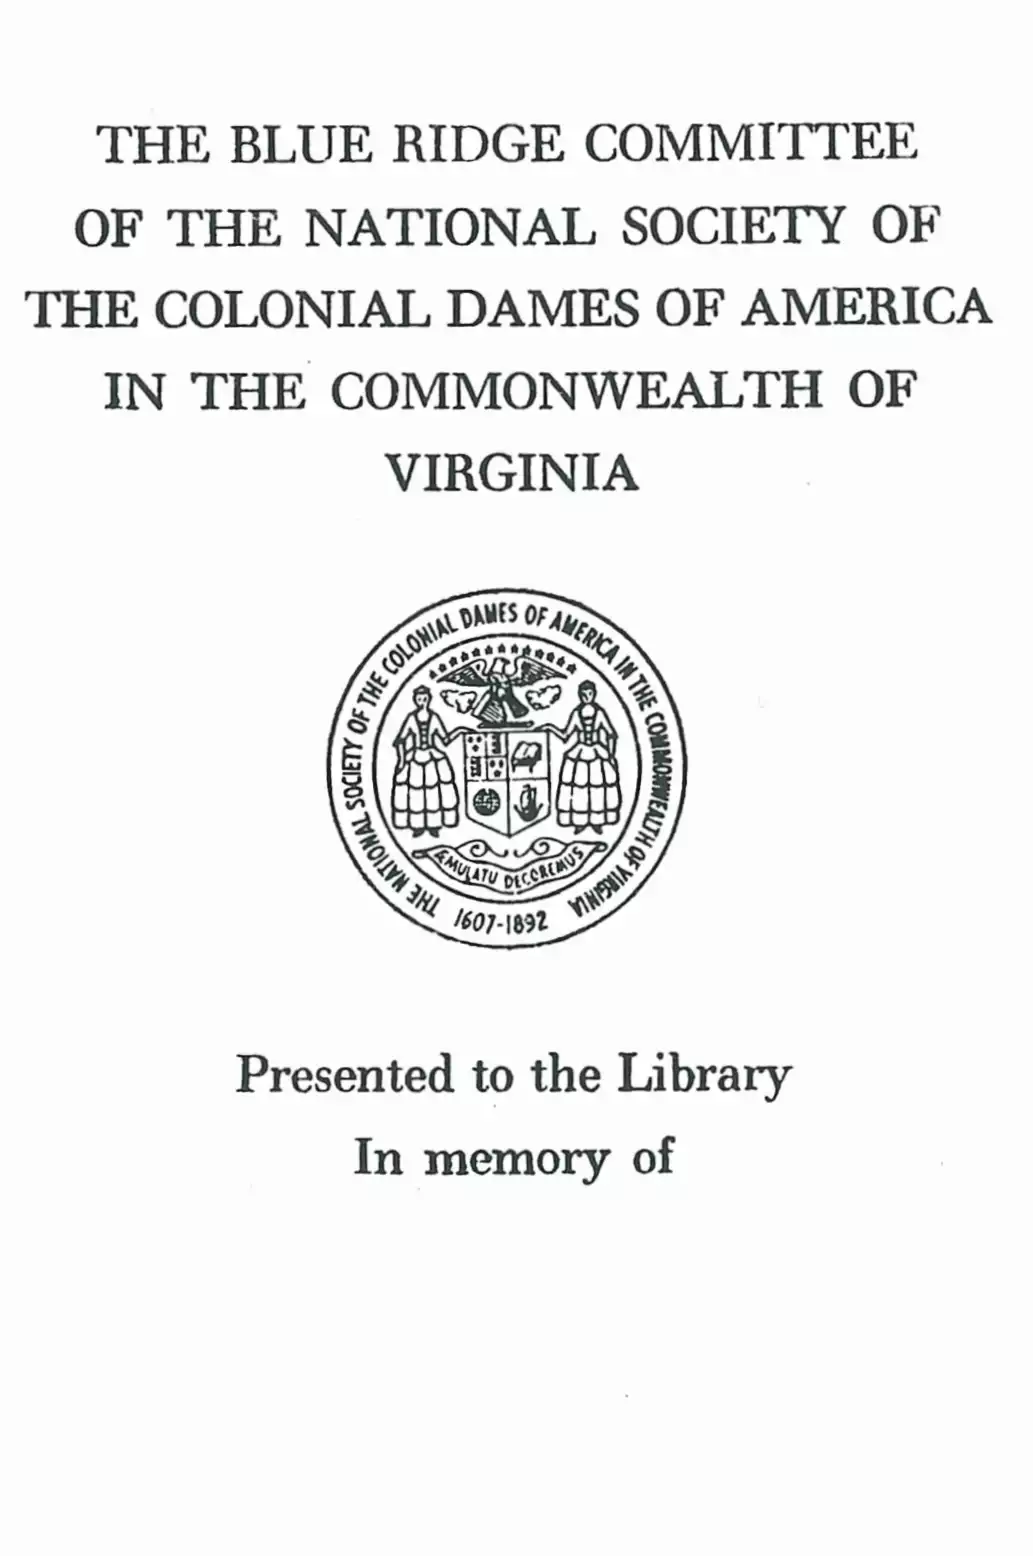 THE BLUE RIDGE COMMITTEE
OF THE NATIONAL SOCIETY OF
THE COLONIAL DAMES OF AMERICA
IN THE COMMONWEALTH OF
VIRGINIA
THE NATIONAL SOCIETY OF THE COLONIAL DAMES OF AMERICA IN THE COMMONWEALTH OF VIRGINIA
ÆMULATU DECOREMUS
1607-1892
Presented to the Library
In memory of